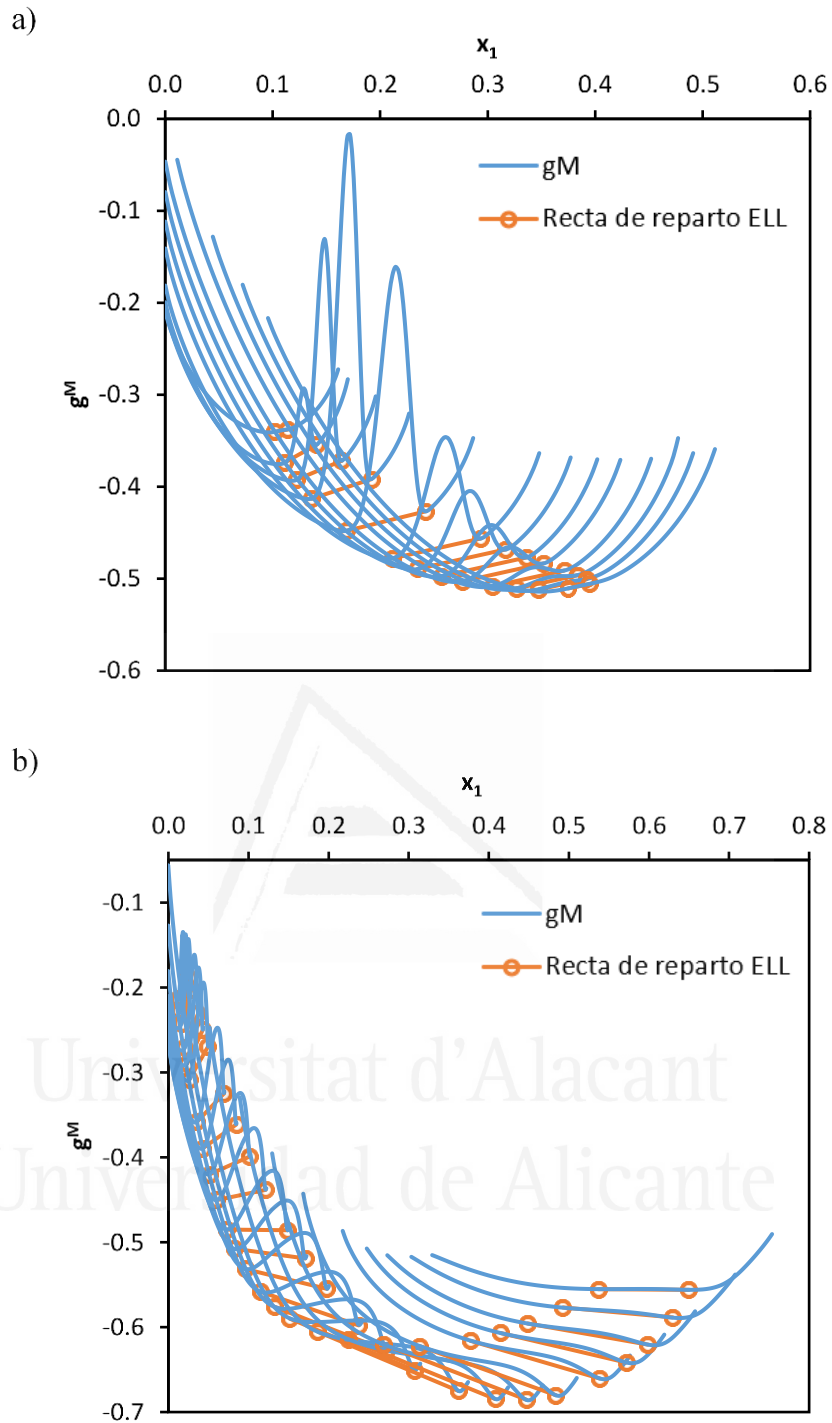 a)
x1
0.0 0.1 0.2 0.3 0.4 0.5 0.6
0.0
gM
-0.1
Recta de reparto ELL
-0.2
-0.3
gM
-0.4
-0.5
-0.6
b)
x1
0.0 0.1 0.2 0.3 0.4 0.5 0.6 0.7 0.8
-0.1
gM
Recta de reparto ELL
-0.2
-0.3
gM
-0.4
-0.5
-0.6
-0.7
Universitat d'Alacant
Universidad de Alicante